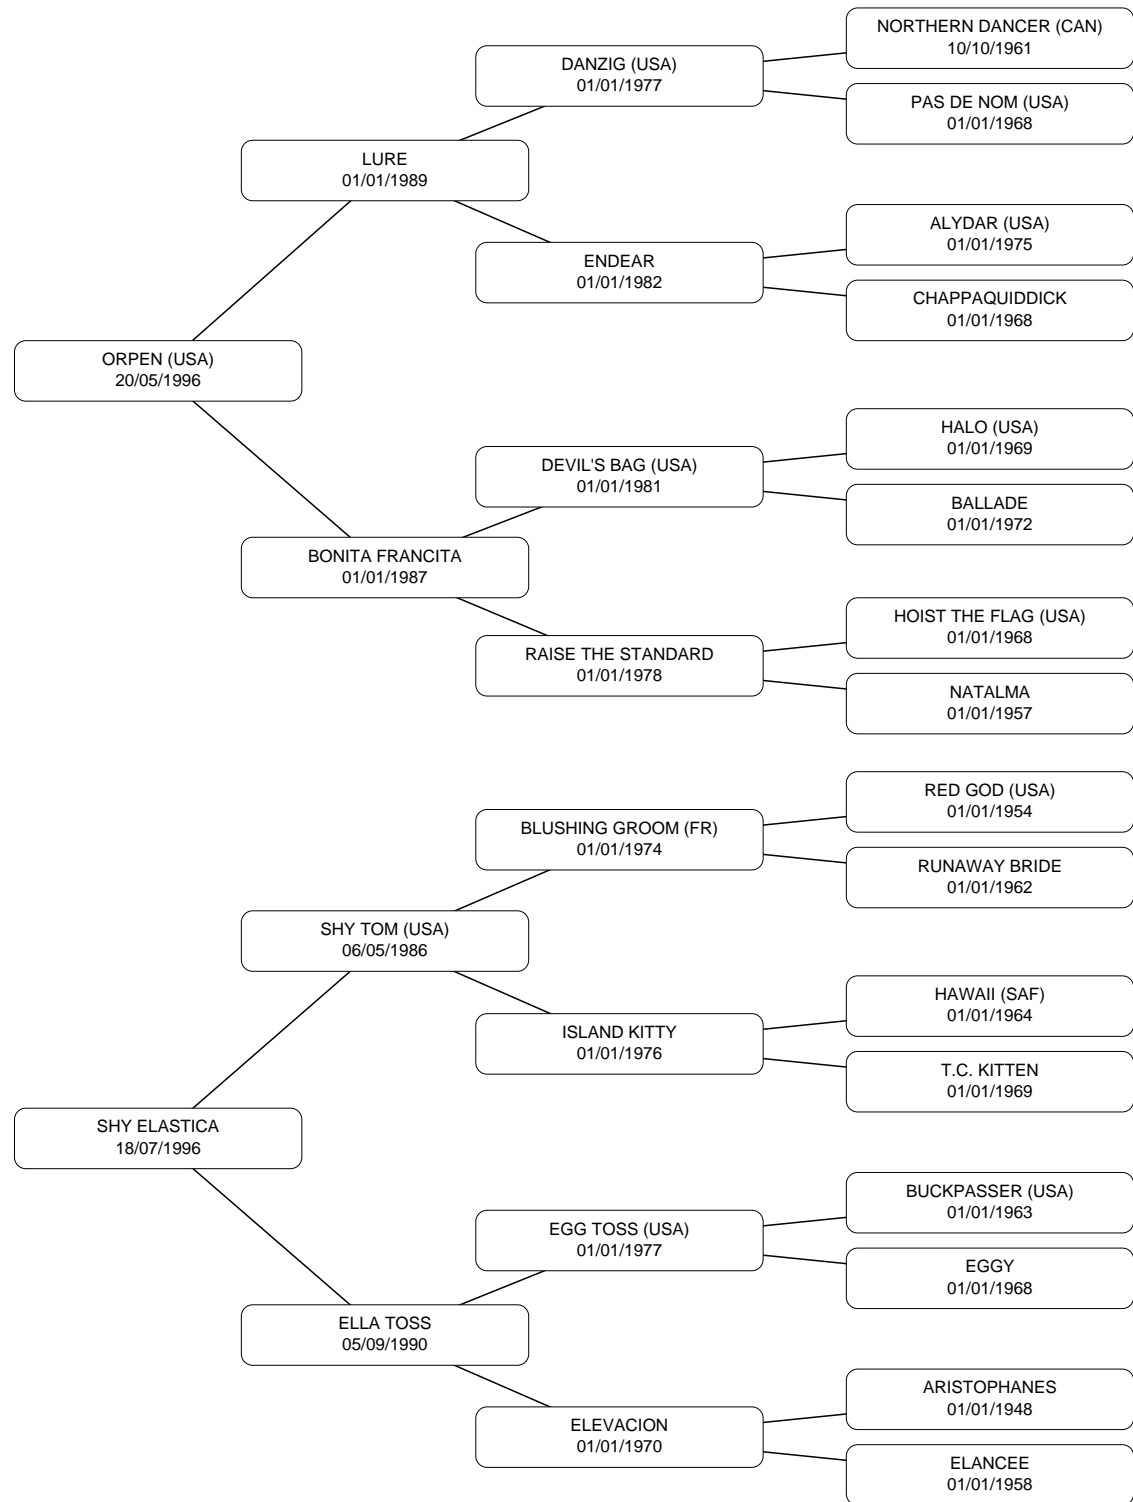 NORTHERN DANCER (CAN)
10/10/1961
DANZIG (USA)
01/01/1977
PAS DE NOM (USA)
01/01/1968
LURE
01/01/1989
ALYDAR (USA)
01/01/1975
ENDEAR
01/01/1982
CHAPPAQUIDDICK
01/01/1968
ORPEN (USA)
20/05/1996
HALO (USA)
01/01/1969
DEVIL'S BAG (USA)
01/01/1981
BALLADE
01/01/1972
BONITA FRANCITA
01/01/1987
HOIST THE FLAG (USA)
01/01/1968
RAISE THE STANDARD
01/01/1978
NATALMA
01/01/1957
RED GOD (USA)
01/01/1954
BLUSHING GROOM (FR)
01/01/1974
RUNAWAY BRIDE
01/01/1962
SHY TOM (USA)
06/05/1986
HAWAII (SAF)
01/01/1964
ISLAND KITTY
01/01/1976
T.C. KITTEN
01/01/1969
SHY ELASTICA
18/07/1996
BUCKPASSER (USA)
01/01/1963
EGG TOSS (USA)
01/01/1977
EGGY
01/01/1968
ELLA TOSS
05/09/1990
ARISTOPHANES
01/01/1948
ELEVACION
01/01/1970
ELANCEE
01/01/1958